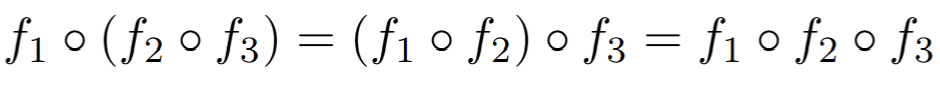 f₁ ∘ (f₂ ∘ f₃) = (f₁ ∘ f₂) ∘ f₃ = f₁ ∘ f₂ ∘ f₃